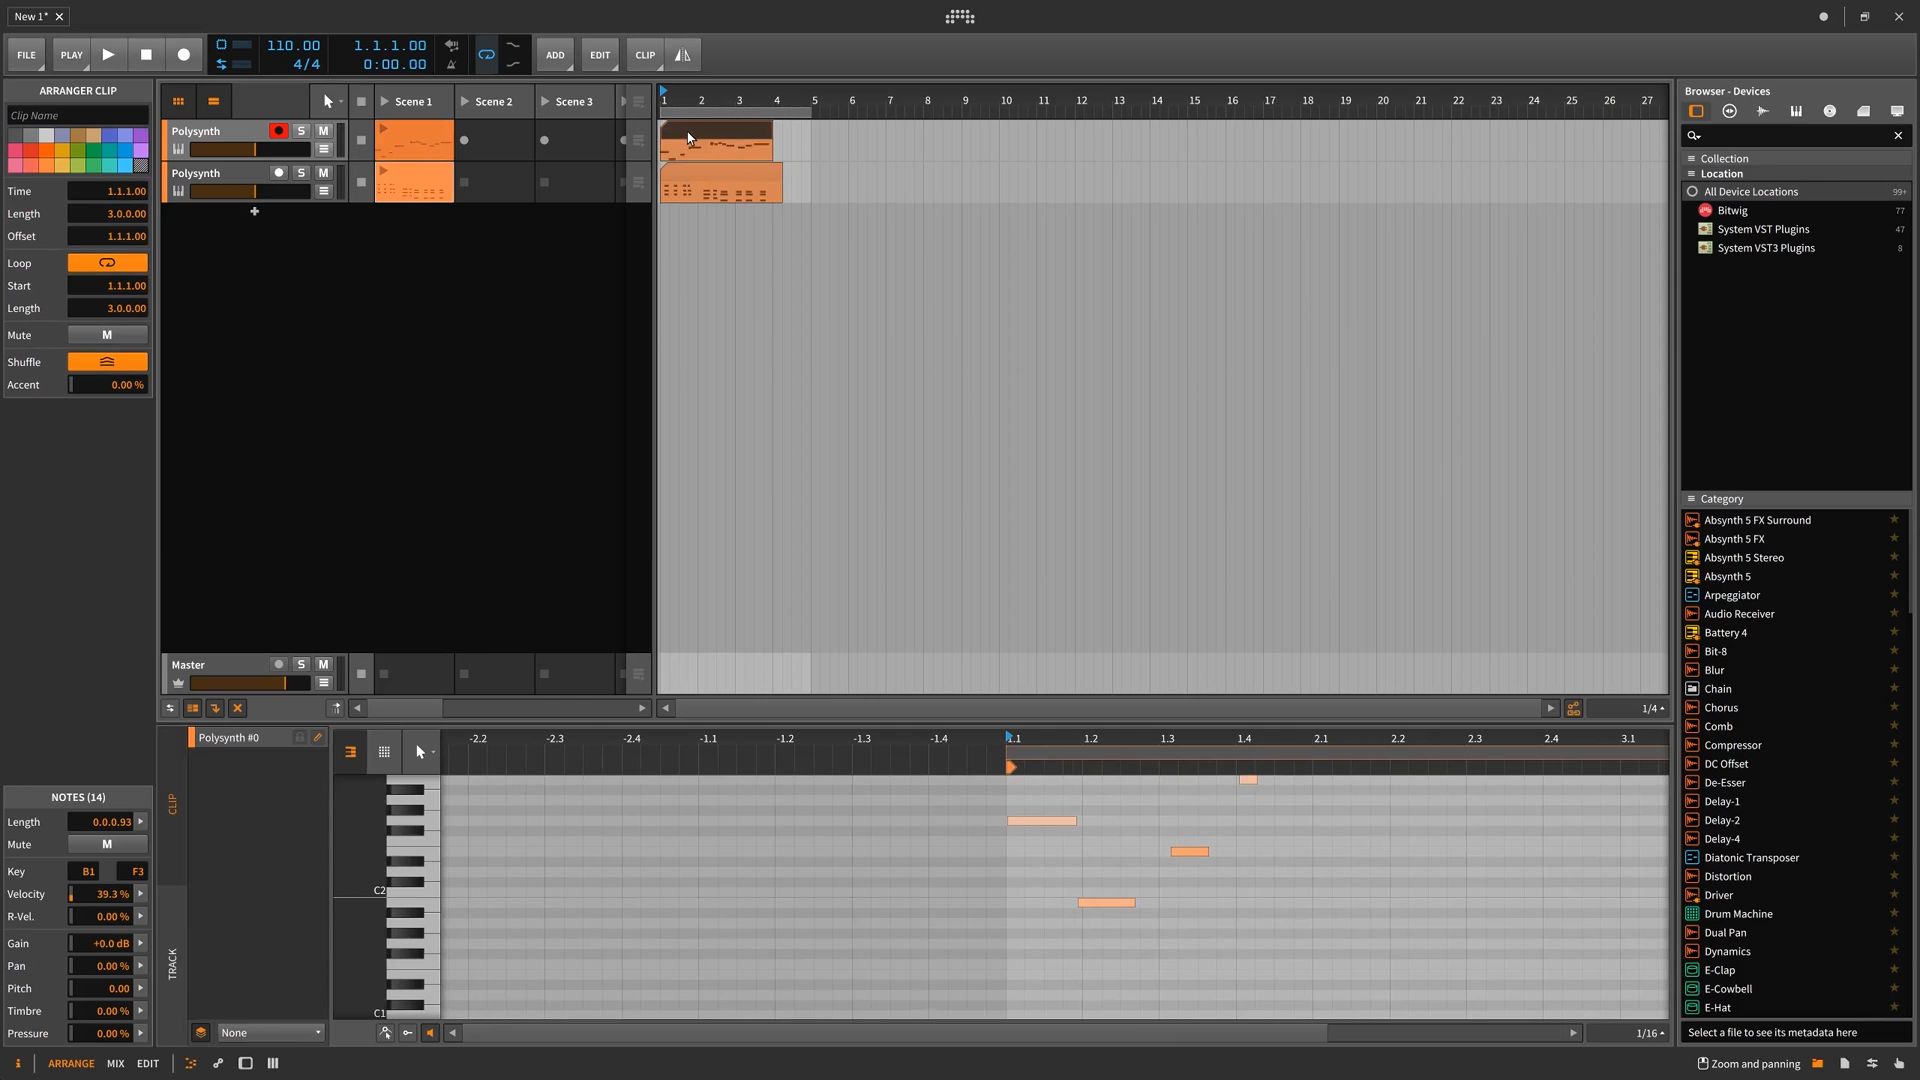 New 1*
FILE PLAY 110.00 4/4 1.1.1.00 0:00.00 ADD EDIT CLIP
ARRANGER CLIP
Clip Name
Time 1.1.1.00
Length 3.0.0.00
Offset 1.1.1.00
Loop
Start 1.1.1.00
Length 3.0.0.00
Mute M
Shuffle
Accent 0.00 %
Scene 1 Scene 2 Scene 3
Polysynth S M
Polysynth S M
Master S M
1 2 3 4 5 6 7 8 9 10 11 12 13 14 15 16 17 18 19 20 21 22 23 24 25 26 27
1/4
Browser - Devices
Collection
Location
All Device Locations 99+
Bitwig 77
System VST Plugins 47
System VST3 Plugins 8
Category
Absynth 5 FX Surround
Absynth 5 FX
Absynth 5 Stereo
Absynth 5
Arpeggiator
Audio Receiver
Battery 4
Bit-8
Blur
Chain
Chorus
Comb
Compressor
DC Offset
De-Esser
Delay-1
Delay-2
Delay-4
Diatonic Transposer
Distortion
Driver
Drum Machine
Dual Pan
Dynamics
E-Clap
E-Cowbell
E-Hat
Select a file to see its metadata here
NOTES (14)
Length 0.0.0.93
Mute M
Key B1 F3
Velocity 39.3 %
R-Vel. 0.00 %
Gain +0.0 dB
Pan 0.00 %
Pitch 0.00
Timbre 0.00 %
Pressure 0.00 %
CLIP
TRACK
Polysynth #0
None
-2.2 -2.3 -2.4 -1.1 -1.2 -1.3 -1.4 1.1 1.2 1.3 1.4 2.1 2.2 2.3 2.4 3.1
C2
C1
1/16
i ARRANGE MIX EDIT
Zoom and panning